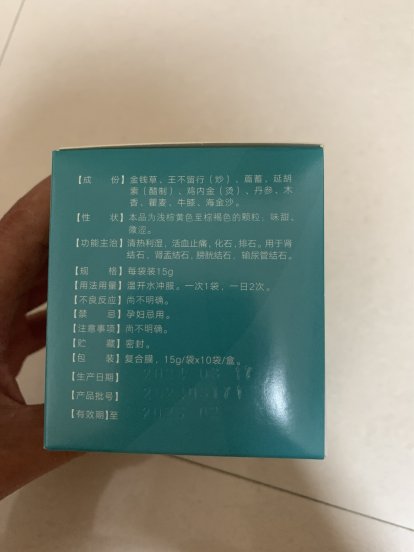 【成 份】金钱草、王不留行（炒）、萹蓄、延胡
索（醋制）、鸡内金（烫）、丹参、木
香、瞿麦、牛膝、海金沙。
【性 状】本品为浅棕黄色至棕褐色的颗粒；味甜、
微涩。
【功能主治】清热利湿，活血止痛，化石，排石。用于肾
结石，肾盂结石，膀胱结石，输尿管结石。
【规 格】每袋装15g
【用法用量】温开水冲服。一次1袋，一日2次。
【不良反应】尚不明确。
【禁 忌】孕妇忌用。
【注意事项】尚不明确。
【贮 藏】密封。
【包 装】复合膜，15g/袋x10袋/盒。
【生产日期】
【产品批号】
【有效期】至